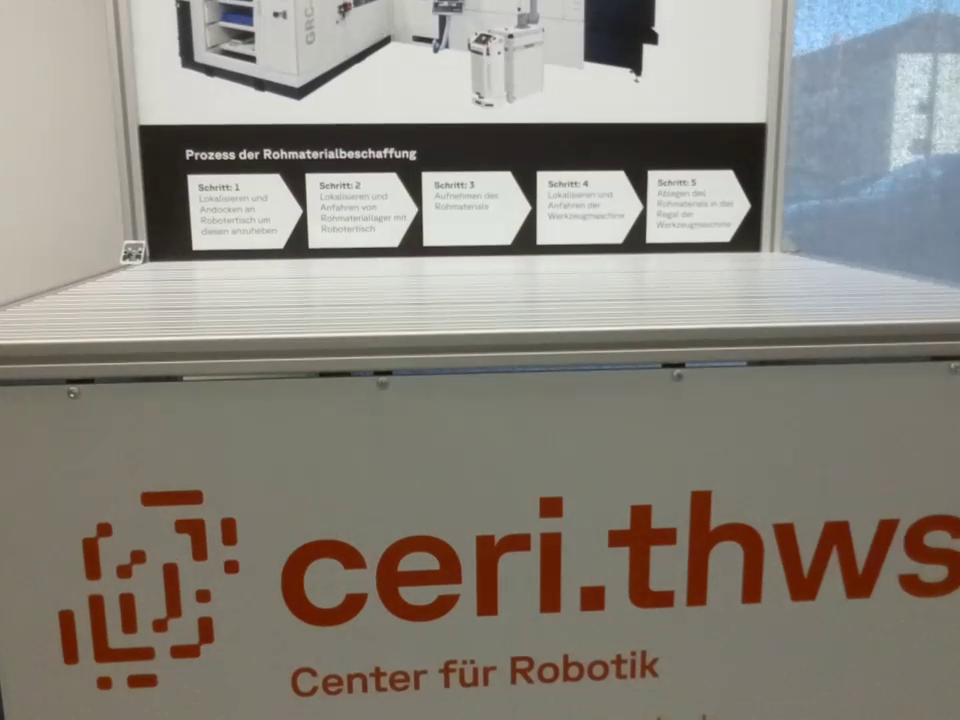 GRC
Prozess der Rohmaterialbeschaffung
Schritt: 1
Lokalisieren und
Andocken an
Robotertisch um
diesen anzuheben
Schritt: 2
Lokalisieren und
Anfahren von
Rohmateriallager mit
Robotertisch
Schritt: 3
Aufnehmen des
Rohmaterials
Schritt: 4
Lokalisieren und
Anfahren der
Werkzeugmaschine
Schritt: 5
Ablegen des
Rohmaterials in das
Regal der
Werkzeugmaschine
ceri.thws
Center für Robotik